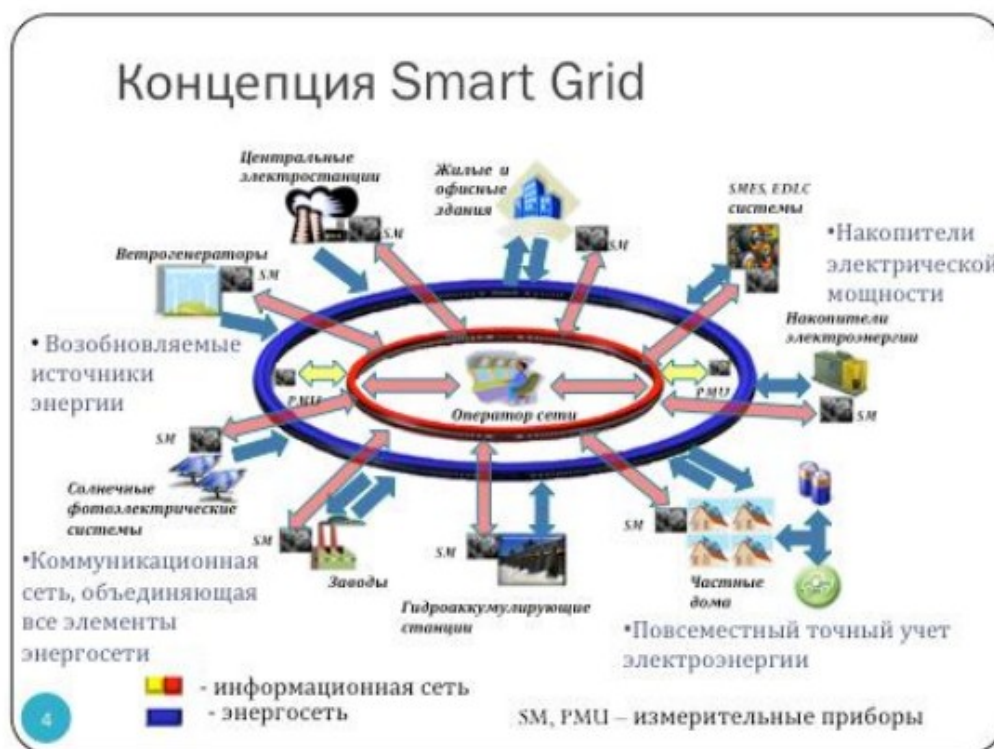 Концепция Smart Grid
Центральные
электростанции
SM
Жилые и
офисные
здания
SM
SMES, EDLC
системы
•Накопители
электрической
мощности
Ветрогенераторы
SM
Накопители
электроэнергии
SM
• Возобновляемые
источники
энергии
PMU
Оператор сети
PMU
SM
Солнечные
фотоэлектрические
системы
SM
Заводы
SM
Гидроаккумулирующие
станции
SM
Частные
дома
•Коммуникационная
сеть, объединяющая
все элементы
энергосети
•Повсеместный точный учет
электроэнергии
- информационная сеть
- энергосеть
SM, PMU – измерительные приборы
4